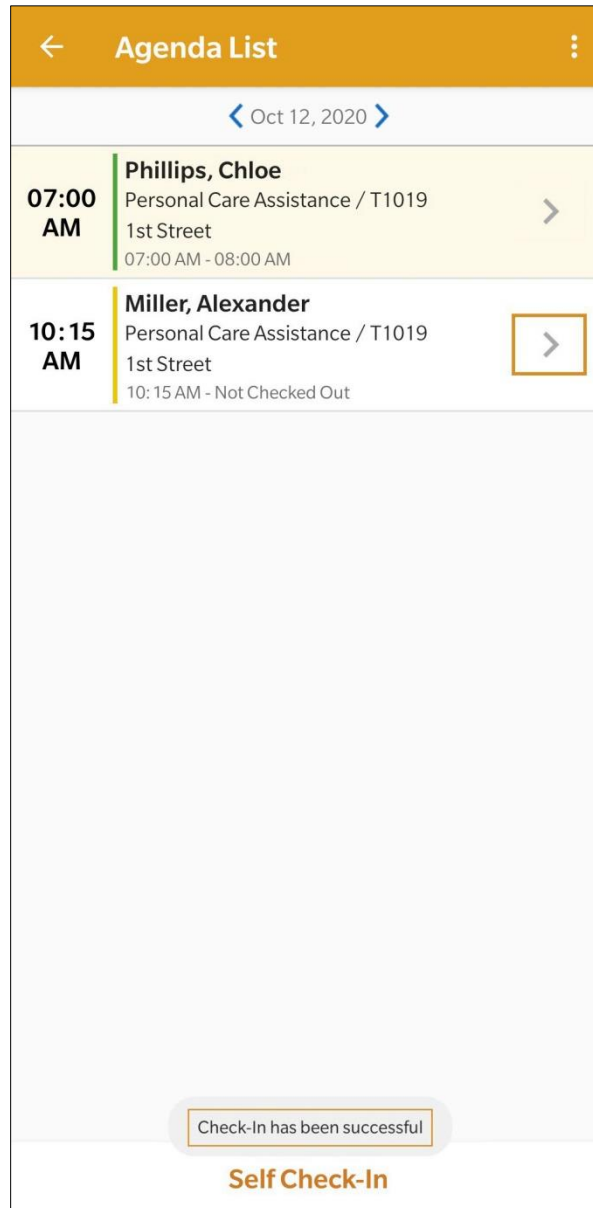 Agenda List
Oct 12, 2020
07:00
AM
Phillips, Chloe
Personal Care Assistance / T1019
1st Street
07:00 AM - 08:00 AM
10:15
AM
Miller, Alexander
Personal Care Assistance / T1019
1st Street
10:15 AM - Not Checked Out
Check-In has been successful
Self Check-In